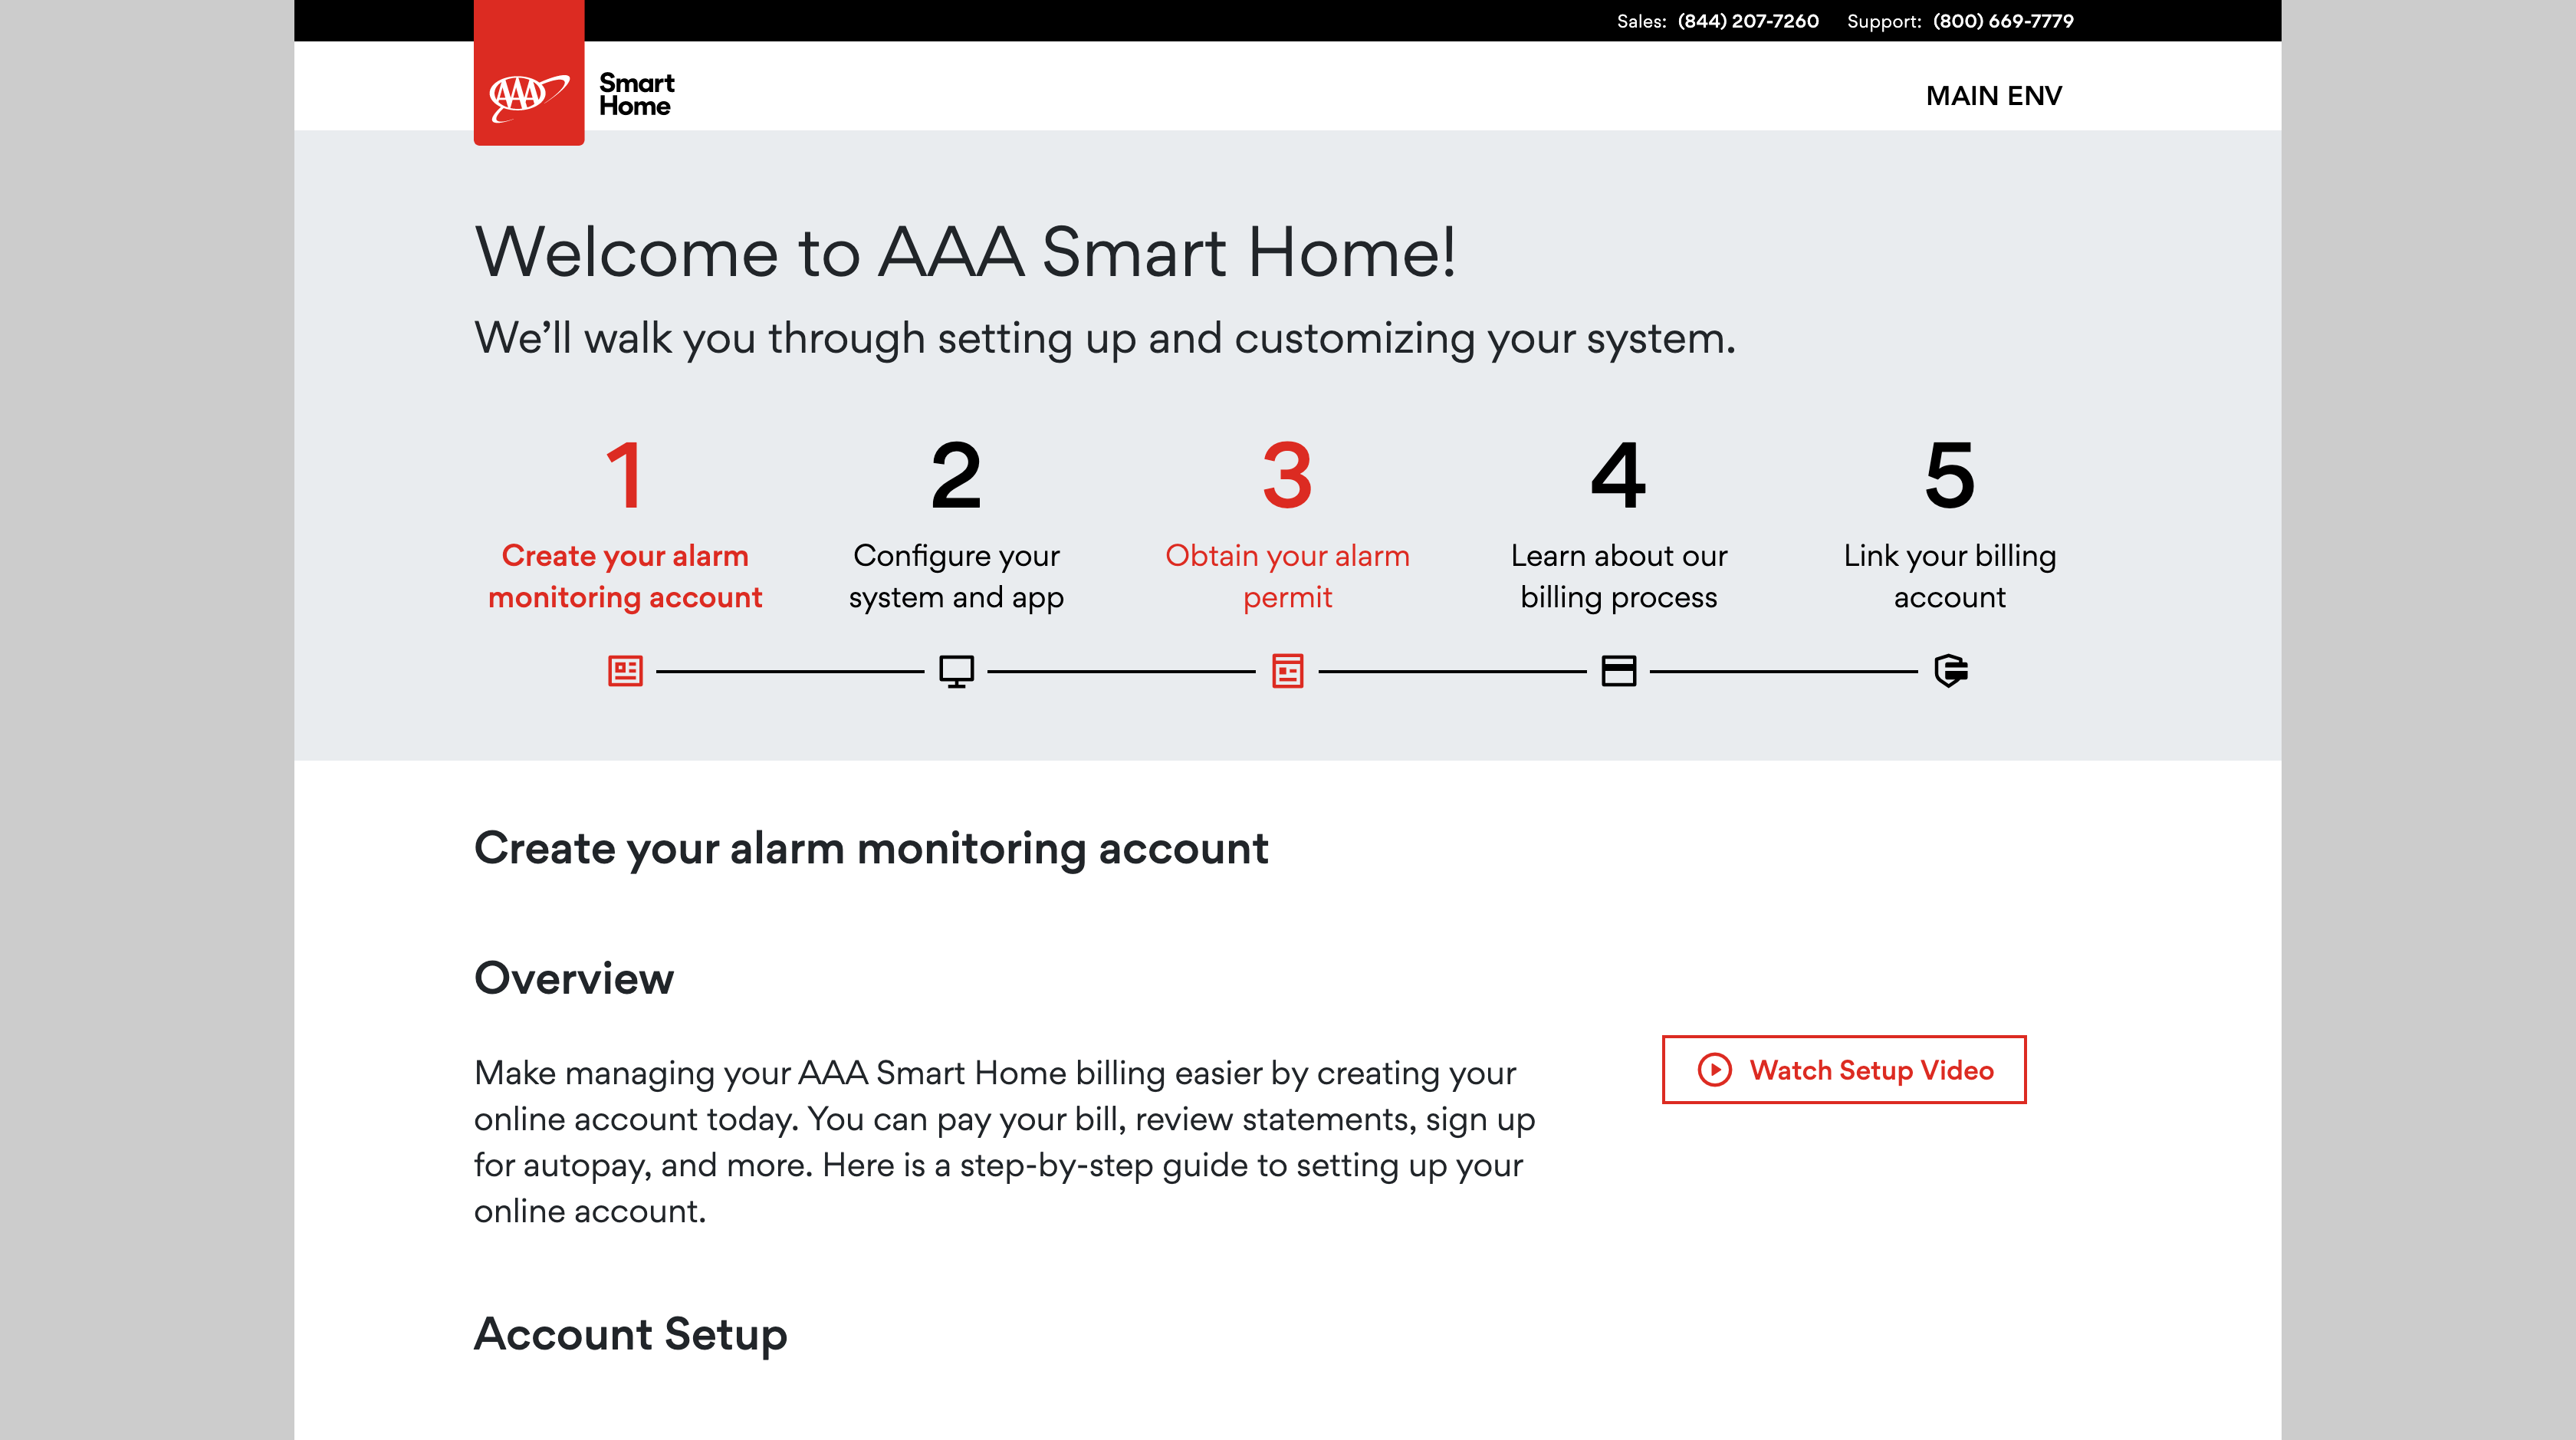 Sales: (844) 207-7260 Support: (800) 669-7779
AAA
Smart
Home
MAIN ENV
Welcome to AAA Smart Home!
We’ll walk you through setting up and customizing your system.
1
Create your alarm
monitoring account
2
Configure your
system and app
3
Obtain your alarm
permit
4
Learn about our
billing process
5
Link your billing
account
Create your alarm monitoring account
Overview
Make managing your AAA Smart Home billing easier by creating your
online account today. You can pay your bill, review statements, sign up
for autopay, and more. Here is a step-by-step guide to setting up your
online account.
Watch Setup Video
Account Setup